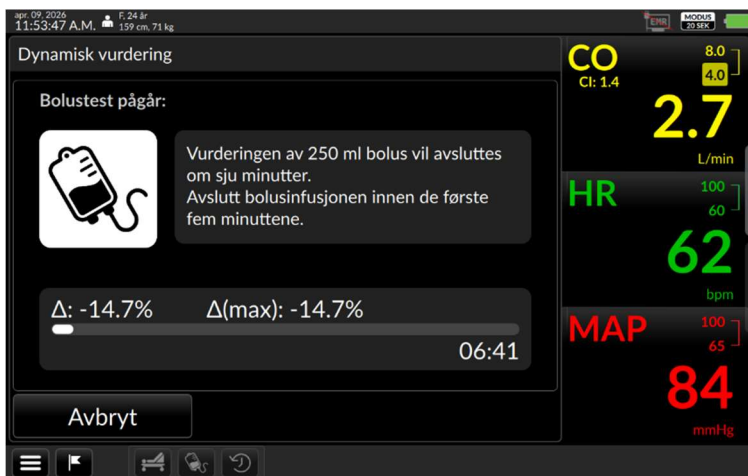 apr. 09, 2026
11:53:47 A.M.
F, 24 år
159 cm, 71 kg
EMR
MODUS
20 SEK
Dynamisk vurdering
Bolustest pågår:
Vurderingen av 250 ml bolus vil avsluttes
om sju minutter.
Avslutt bolusinfusjonen innen de første
fem minuttene.
Δ: -14.7%
Δ(max): -14.7%
06:41
Avbryt
CO
CI: 1.4
8.0
4.0
2.7
L/min
HR
100
60
62
bpm
MAP
100
65
84
mmHg